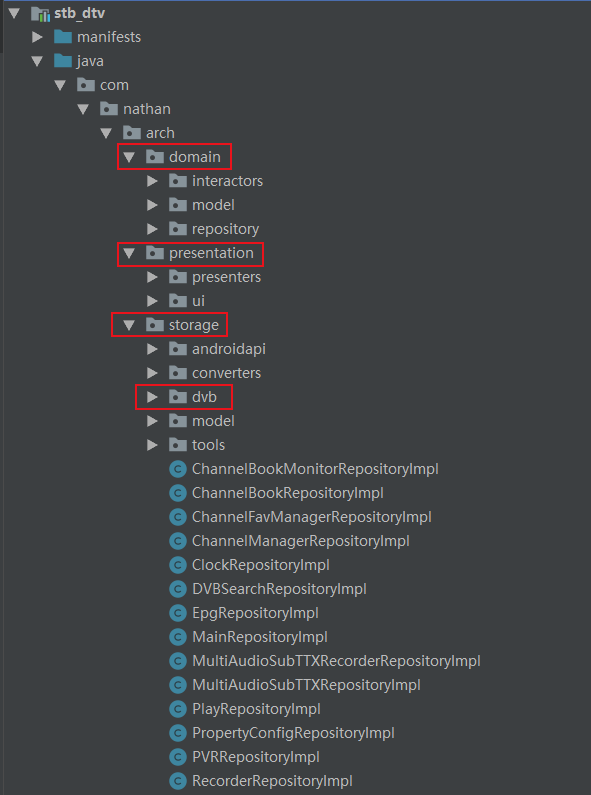 stb_dtv
manifests
java
com
nathan
arch
domain
interactors
model
repository
presentation
presenters
ui
storage
androidapi
converters
dvb
model
tools
C ChannelBookMonitorRepositoryImpl
C ChannelBookRepositoryImpl
C ChannelFavManagerRepositoryImpl
C ChannelManagerRepositoryImpl
C ClockRepositoryImpl
C DVBSearchRepositoryImpl
C EpgRepositoryImpl
C MainRepositoryImpl
C MultiAudioSubTTXRecorderRepositoryImpl
C MultiAudioSubTTXRepositoryImpl
C PlayRepositoryImpl
C PropertyConfigRepositoryImpl
C PVRRepositoryImpl
C RecorderRepositoryImpl